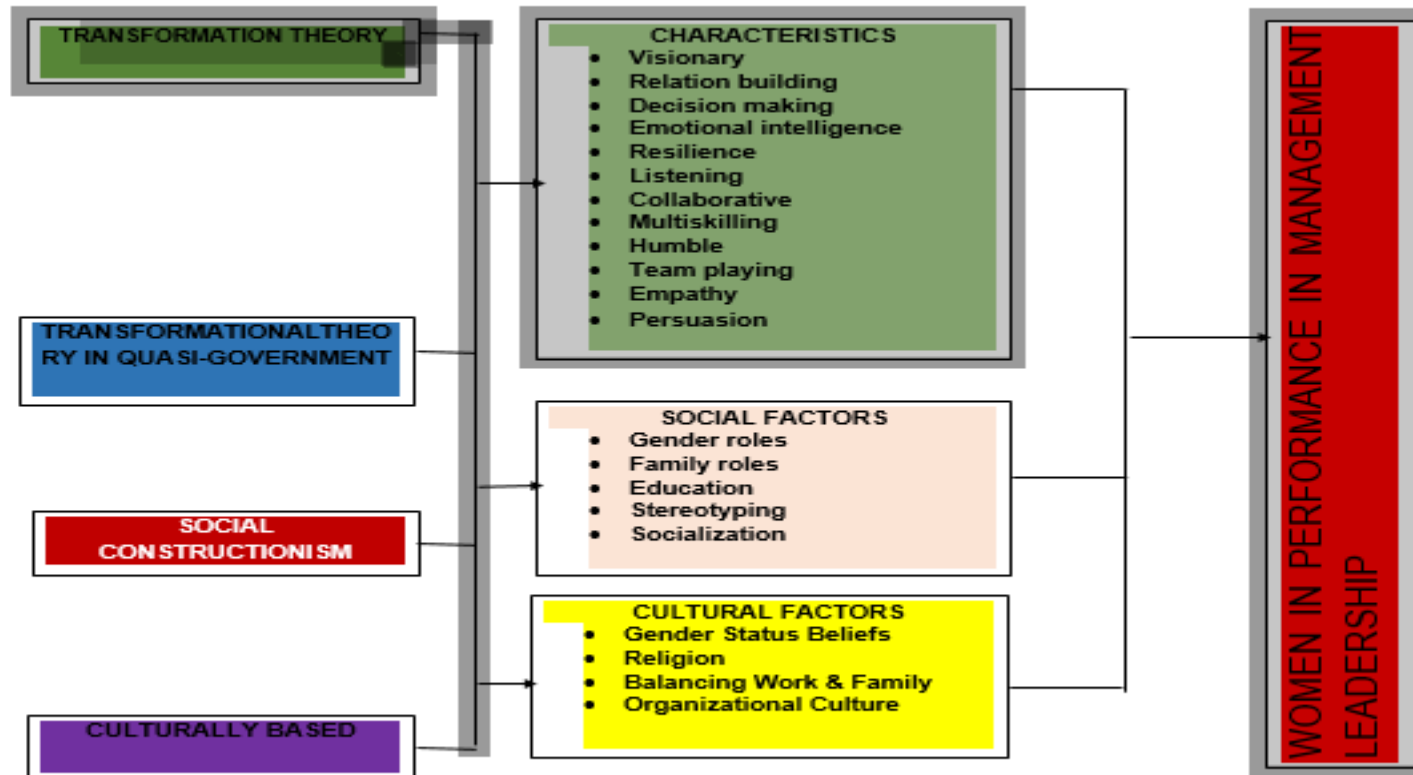 TRANSFORMATION THEORY
TRANSFORMATIONALTHEO
RY IN QUASI-GOVERNMENT
SOCIAL
CONSTRUCTIONISM
CULTURALLY BASED
CHARACTERISTICS
• Visionary
• Relation building
• Decision making
• Emotional intelligence
• Resilience
• Listening
• Collaborative
• Multiskilling
• Humble
• Team playing
• Empathy
• Persuasion
SOCIAL FACTORS
• Gender roles
• Family roles
• Education
• Stereotyping
• Socialization
CULTURAL FACTORS
• Gender Status Beliefs
• Religion
• Balancing Work & Family
• Organizational Culture
WOMEN IN PERFORMANCE IN MANAGEMENT
LEADERSHIP